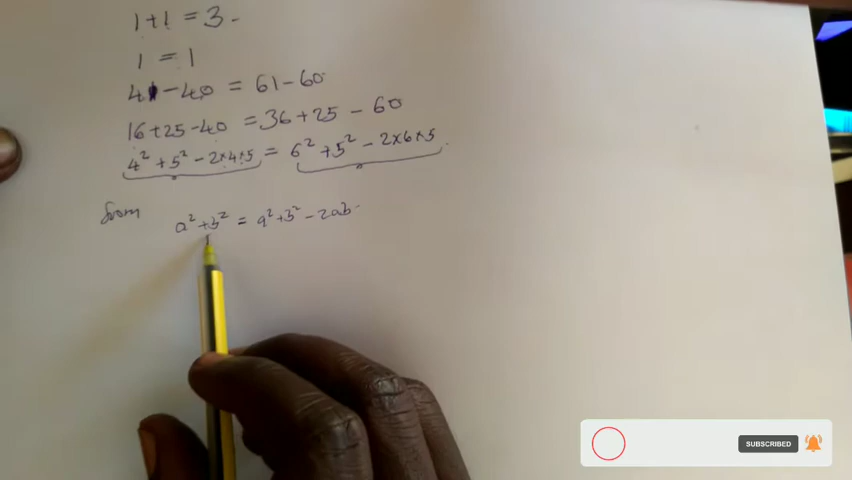 1+1 = 3.
1 = 1
41-40 = 61-60
16+25-40 = 36+25-60
4²+5²-2×4×5 = 6²+5²-2×6×5
from
a²+b² = a²+b²-2ab
SUBSCRIBED